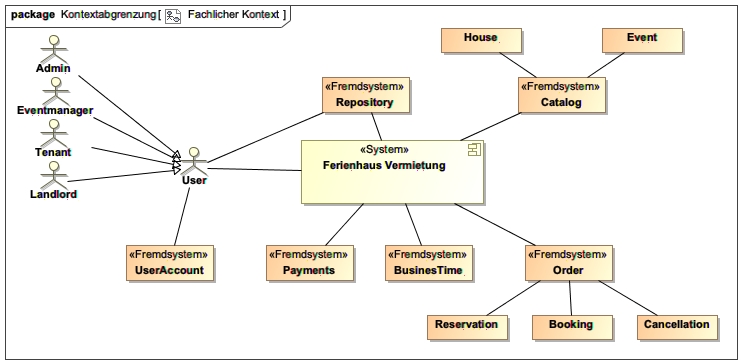 package Kontextabgrenzung[ Fachlicher Kontext ]
House
Event
Admin
«Fremdsystem»
Repository
«Fremdsystem»
Catalog
Eventmanager
Tenant
«System»
Ferienhaus Vermietung
User
Landlord
«Fremdsystem»
UserAccount
«Fremdsystem»
Payments
«Fremdsystem»
BusinesTime
«Fremdsystem»
Order
Reservation
Booking
Cancellation